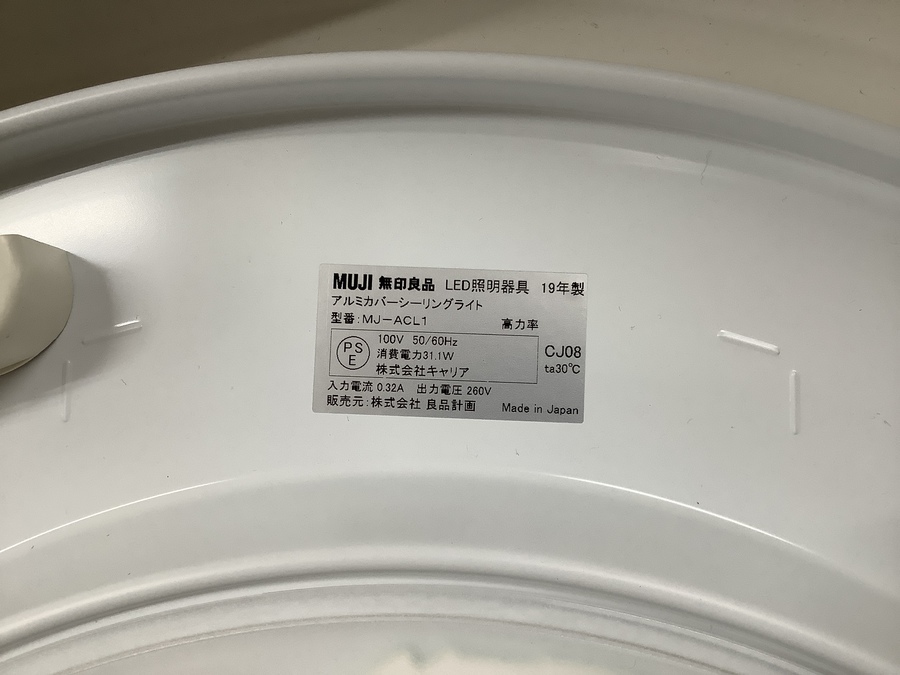 MUJI 無印良品 LED照明器具 19年製
アルミカバーシーリングライト
型番:MJ-ACL1 高力率
PS
E
100V 50/60Hz
消費電力31.1W
株式会社キャリア
CJ08
ta30℃
入力電流 0.32A 出力電圧 260V
販売元:株式会社 良品計画 Made in Japan